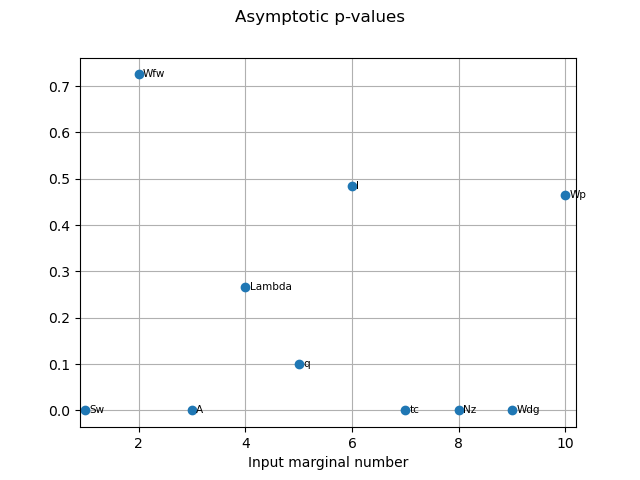 Asymptotic p-values
0.7
Wfw
0.6
0.5
l
Wp
0.4
0.3
Lambda
0.2
0.1
q
0.0
Sw
A
tc
Nz
Wdg
2
4
6
8
10
Input marginal number